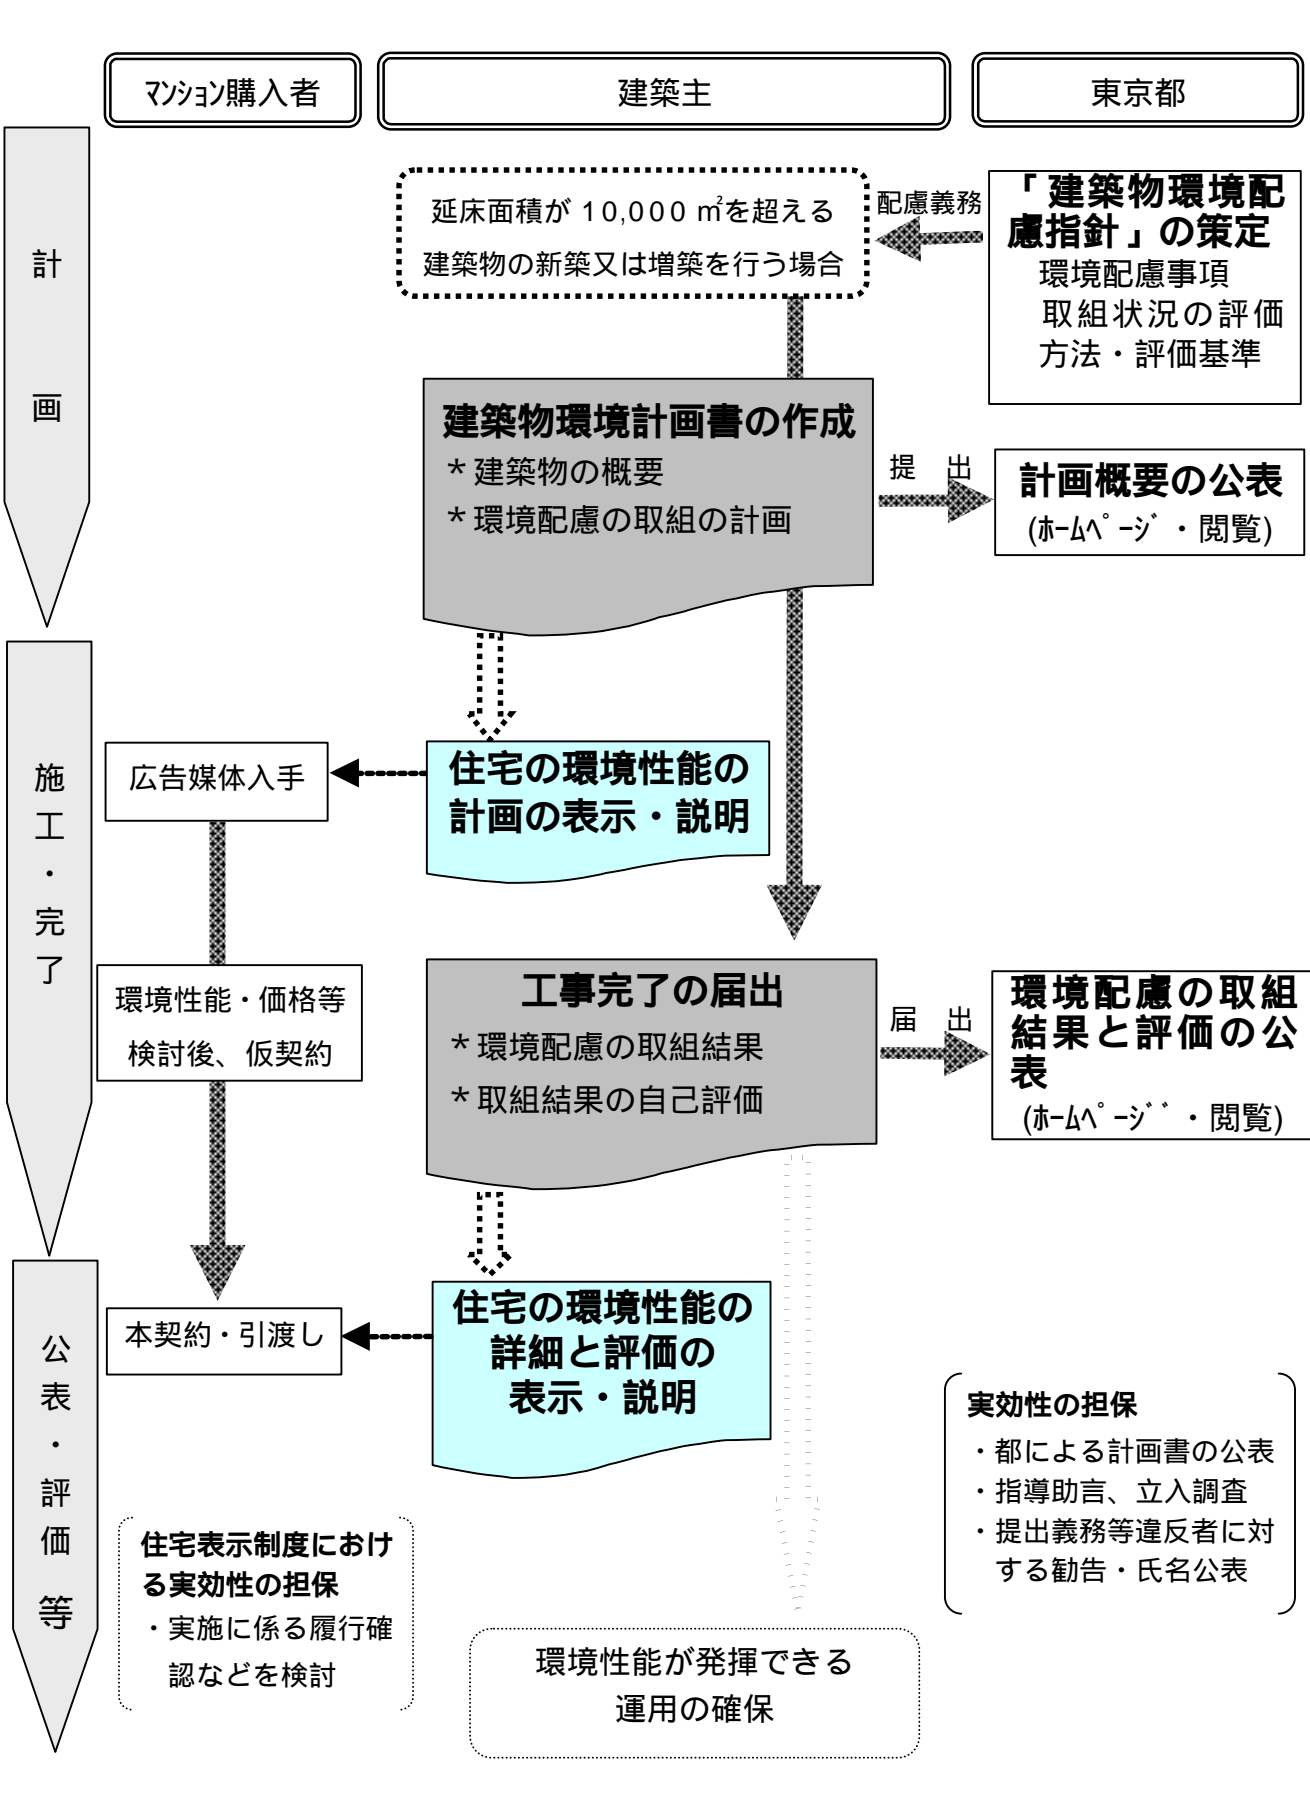 マンション購入者
建築主
東京都
計
画
延床面積が 10,000 ㎡を超える
建築物の新築又は増築を行う場合
配慮義務
「建築物環境配
慮指針」の策定
環境配慮事項
取組状況の評価
方法・評価基準
建築物環境計画書の作成
＊建築物の概要
＊環境配慮の取組の計画
提 出
計画概要の公表
(ﾎｰﾑﾍﾟｰｼﾞ・閲覧)
施
工
・
完
了
広告媒体入手
住宅の環境性能の
計画の表示・説明
環境性能・価格等
検討後、仮契約
工事完了の届出
＊環境配慮の取組結果
＊取組結果の自己評価
届 出
環境配慮の取組
結果と評価の公
表
(ﾎｰﾑﾍﾟｰｼﾞﾞ・閲覧)
公
表
・
評
価
等
本契約・引渡し
住宅の環境性能の
詳細と評価の
表示・説明
実効性の担保
・都による計画書の公表
・指導助言、立入調査
・提出義務等違反者に対
する勧告・氏名公表
住宅表示制度におけ
る実効性の担保
・実施に係る履行確
認などを検討
環境性能が発揮できる
運用の確保